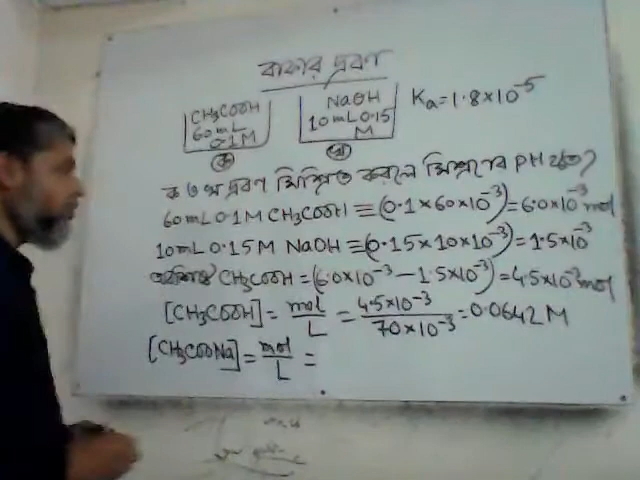 বাফার দ্রবণ
CH₃COOH
60mL
0.1M
ক
NaOH
10mL 0.15
M
খ
Ka=1.8×10⁻⁵
ক ও খ দ্রবণ মিশ্রিত করলে মিশ্রণের pH কত?
60mL 0.1M CH₃COOH ≡(0.1×60×10⁻³)=6.0×10⁻³ mol
10mL 0.15M NaOH ≡(0.15×10×10⁻³)=1.5×10⁻³
অবশিষ্ট CH₃COOH =(6.0×10⁻³−1.5×10⁻³)=4.5×10⁻³mol
[CH₃COOH]= mol/L = 4.5×10⁻³/70×10⁻³ =0.0642M
[CH₃COONa]= mol/L =